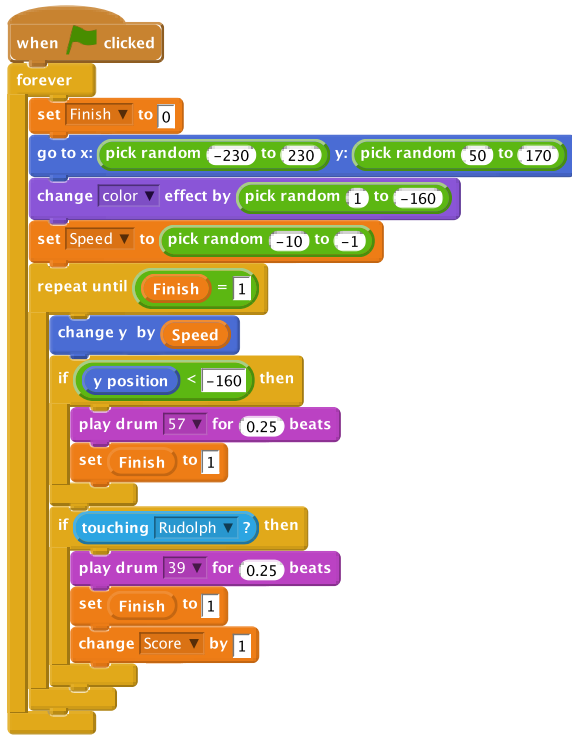 when clicked
forever
set Finish ▼ to 0
go to x: pick random -230 to 230 y: pick random 50 to 170
change color ▼ effect by pick random 1 to -160
set Speed ▼ to pick random -10 to -1
repeat until Finish = 1
change y by Speed
if y position < -160 then
play drum 57 ▼ for 0.25 beats
set Finish to 1
if touching Rudolph ▼ ? then
play drum 39 ▼ for 0.25 beats
set Finish to 1
change Score ▼ by 1